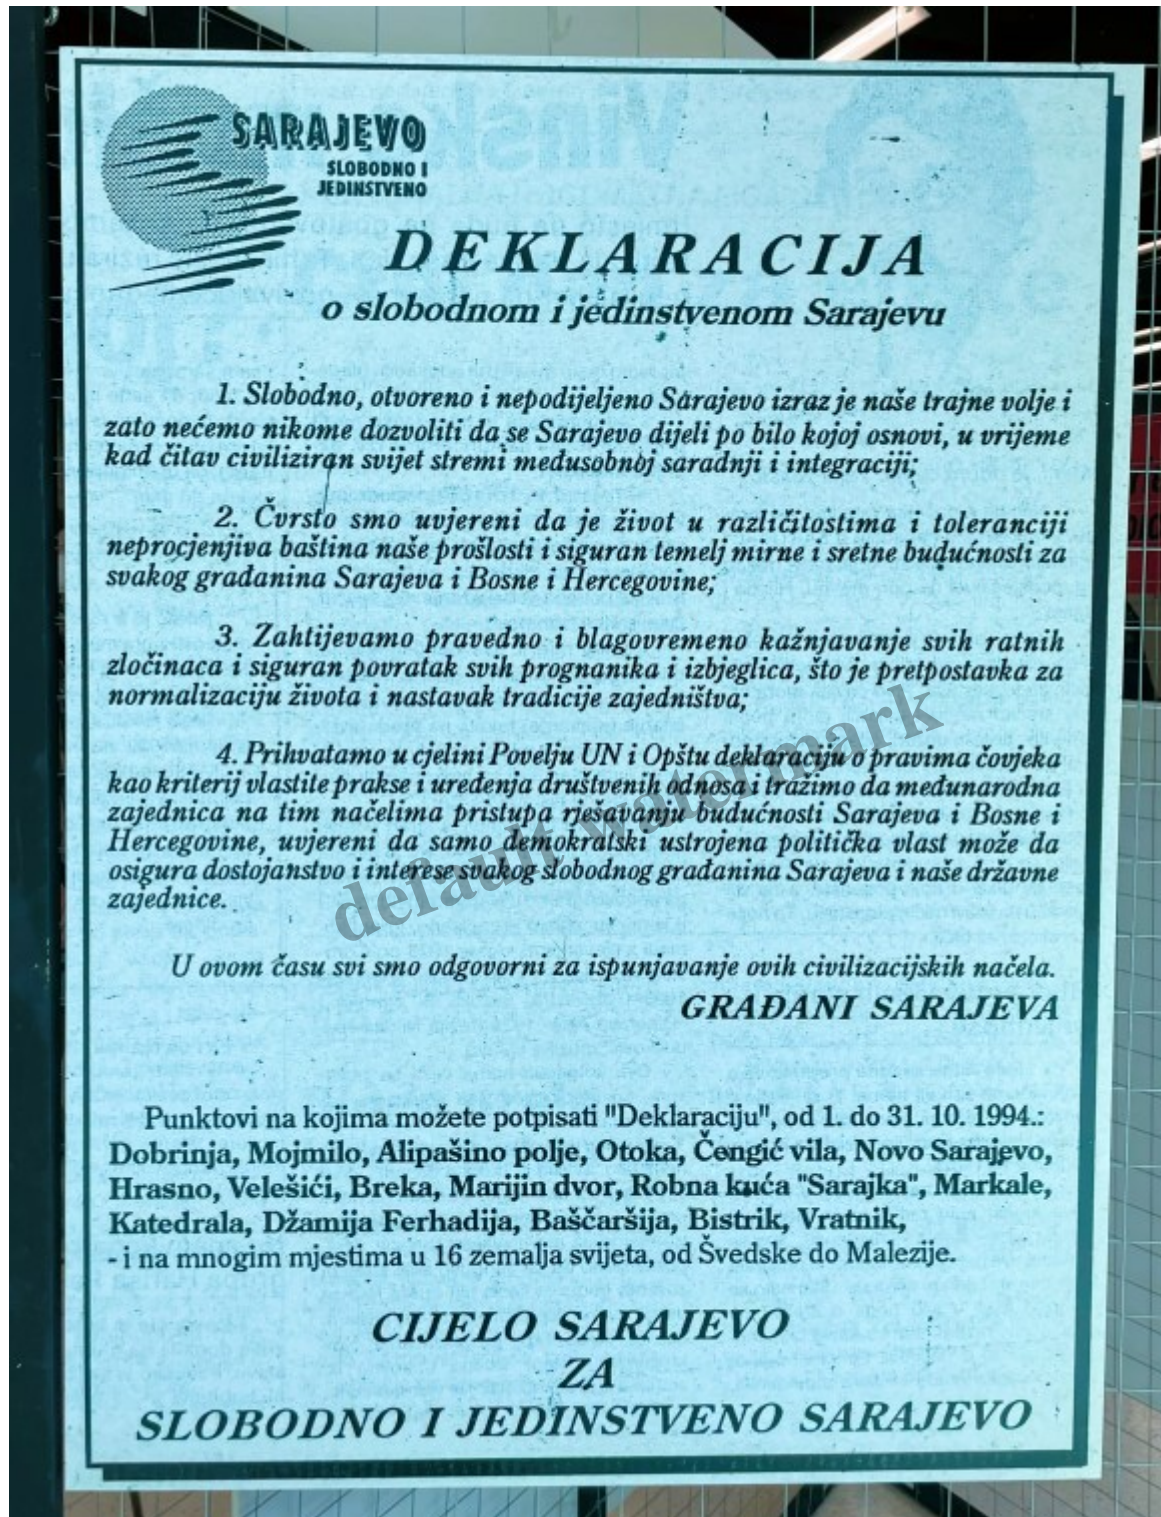 SARAJEVO
SLOBODNO I
JEDINSTVENO
DEKLARACIJA
o slobodnom i jedinstvenom Sarajevu
1. Slobodno, otvoreno i nepodijeljeno Sarajevo izraz je naše trajne volje i
zato nećemo nikome dozvoliti da se Sarajevo dijeli po bilo kojoj osnovi, u vrijeme
kad čitav civiliziran svijet stremi međusobnoj saradnji i integraciji;
2. Čvrsto smo uvjereni da je život u različitostima i toleranciji
neprocjenjiva baština naše prošlosti i siguran temelj mirne i sretne budućnosti za
svakog građanina Sarajeva i Bosne i Hercegovine;
3. Zahtijevamo pravedno i blagovremeno kažnjavanje svih ratnih
zločinaca i siguran povratak svih prognanika i izbjeglica, što je pretpostavka za
normalizaciju života i nastavak tradicije zajedništva;
4. Prihvatamo u cjelini Povelju UN i Opštu deklaraciju o pravima čovjeka
kao kriterij vlastite prakse i uređenja društvenih odnosa i tražimo da međunarodna
zajednica na tim načelima pristupa rješavanju budućnosti Sarajeva i Bosne i
Hercegovine, uvjereni da samo demokratski ustrojena politička vlast može da
osigura dostojanstvo i interese svakog slobodnog građanina Sarajeva i naše državne
zajednice.
default watermark
U ovom času svi smo odgovorni za ispunjavanje ovih civilizacijskih načela.
GRAĐANI SARAJEVA
Punktovi na kojima možete potpisati "Deklaraciju", od 1. do 31. 10. 1994.:
Dobrinja, Mojmilo, Alipašino polje, Otoka, Čengić vila, Novo Sarajevo,
Hrasno, Velešići, Breka, Marijin dvor, Robna kuća "Sarajka", Markale,
Katedrala, Džamija Ferhadija, Baščaršija, Bistrik, Vratnik,
- i na mnogim mjestima u 16 zemalja svijeta, od Švedske do Malezije.
CIJELO SARAJEVO
ZA
SLOBODNO I JEDINSTVENO SARAJEVO